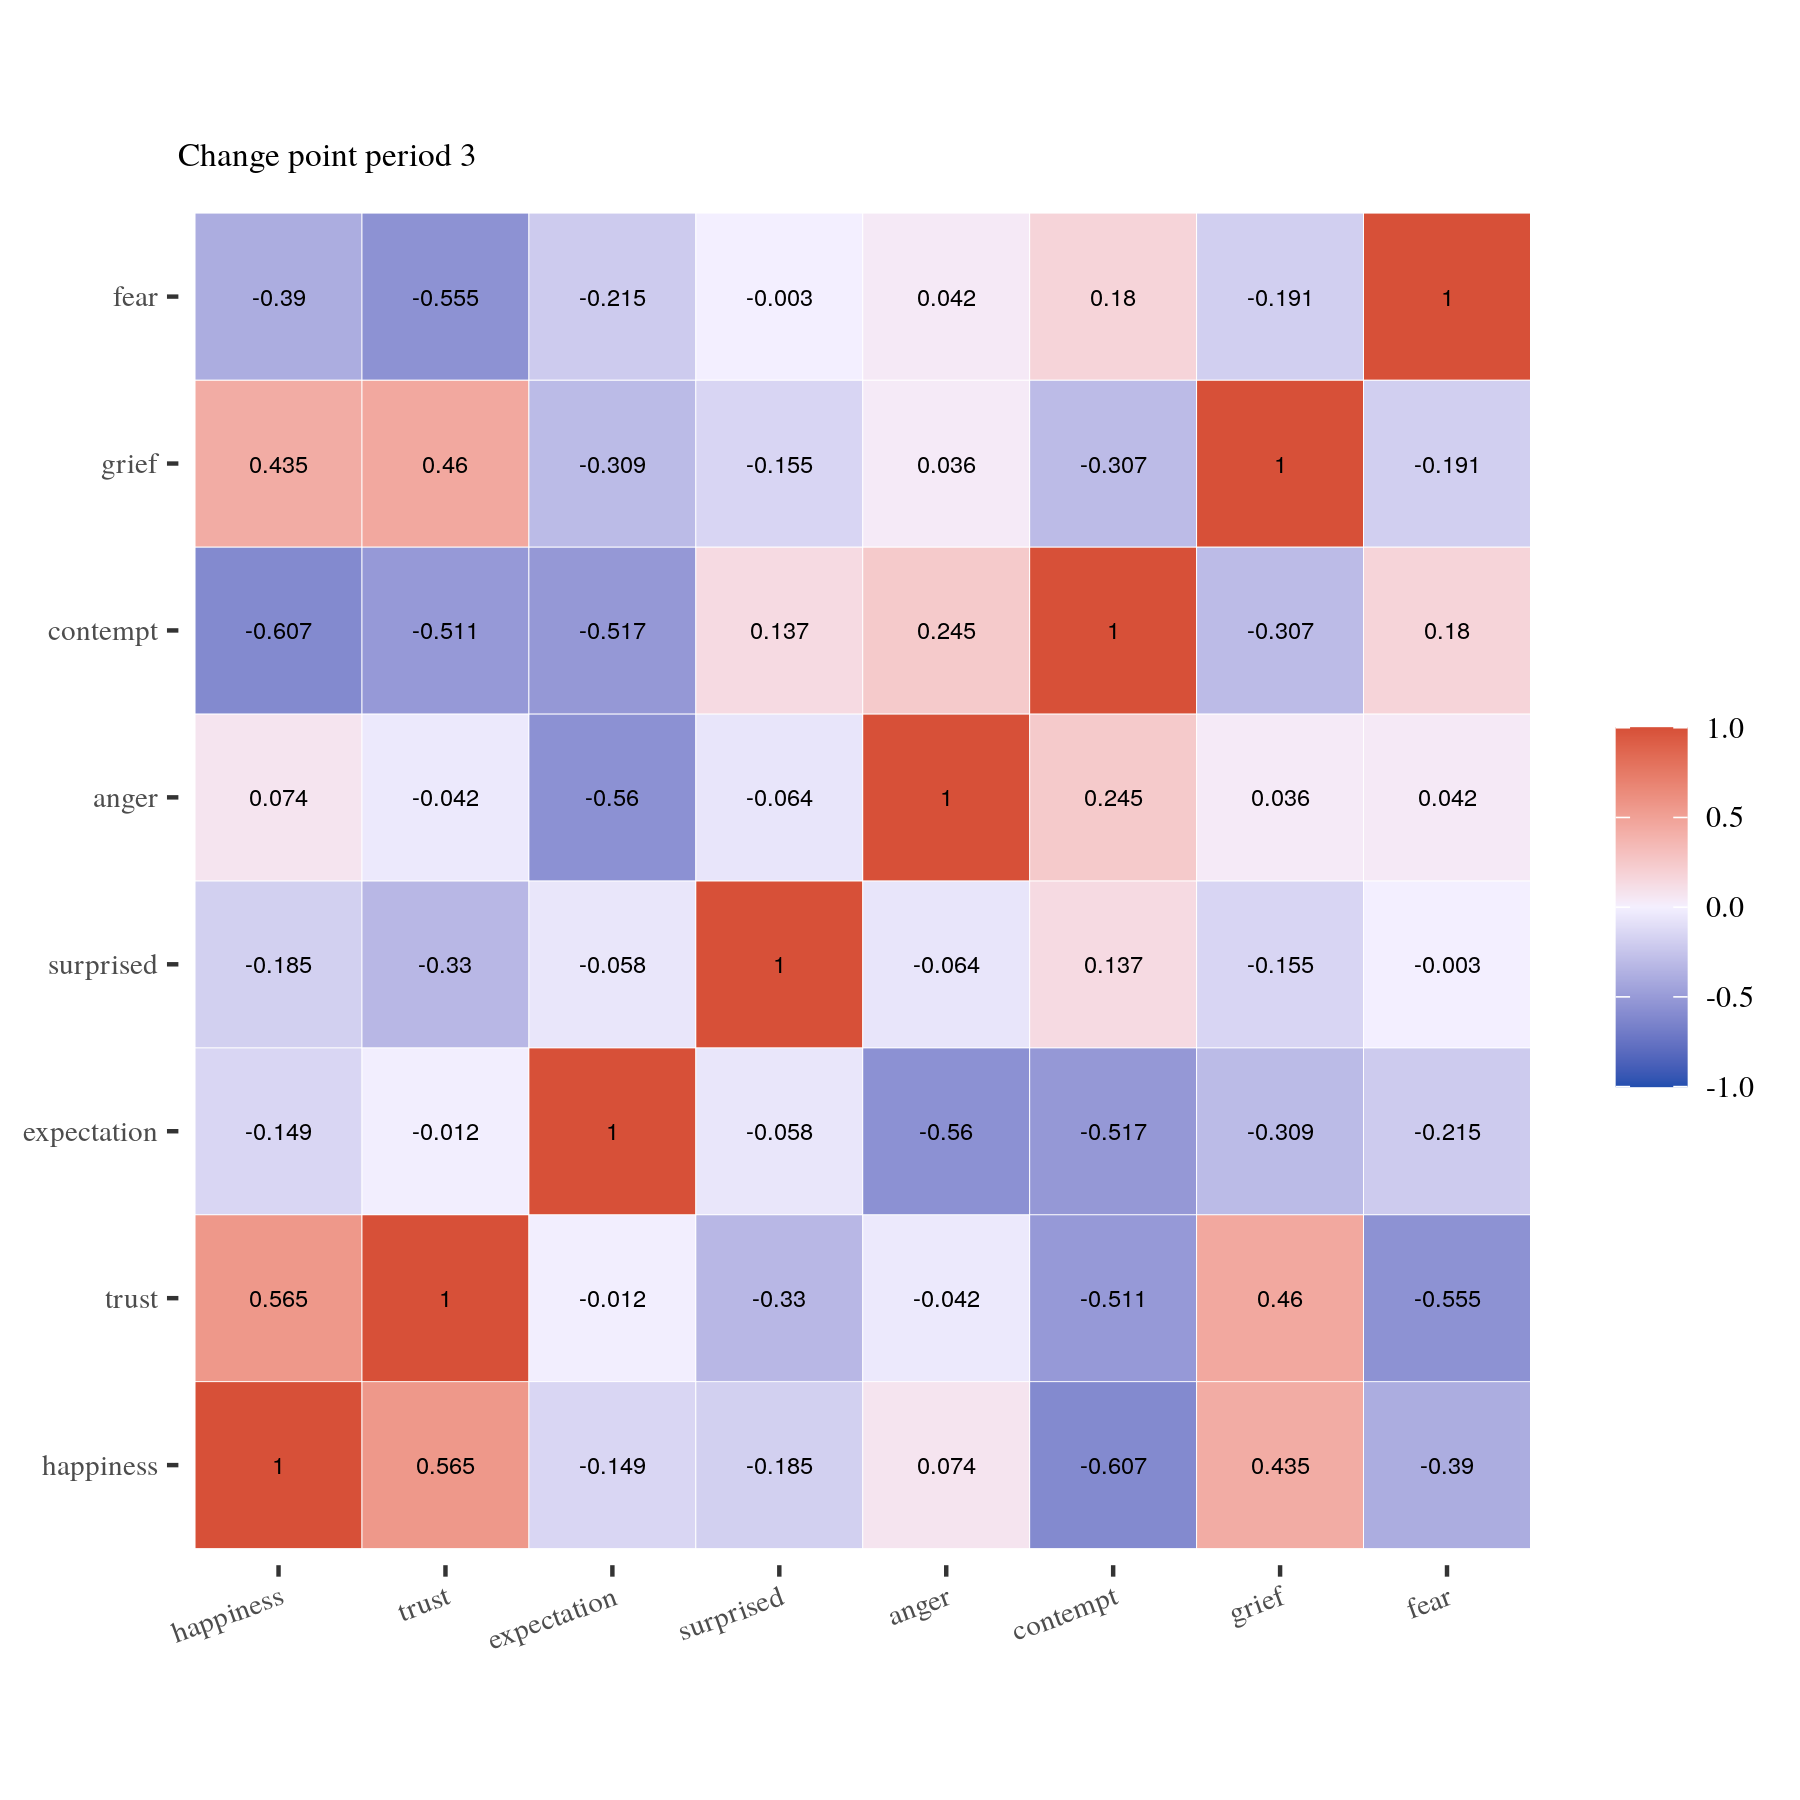 Change point period 3
fear -0.39 -0.555 -0.215 -0.003 0.042 0.18 -0.191 1
grief 0.435 0.46 -0.309 -0.155 0.036 -0.307 1 -0.191
contempt -0.607 -0.511 -0.517 0.137 0.245 1 -0.307 0.18
anger 0.074 -0.042 -0.56 -0.064 1 0.245 0.036 0.042
surprised -0.185 -0.33 -0.058 1 -0.064 0.137 -0.155 -0.003
expectation -0.149 -0.012 1 -0.058 -0.56 -0.517 -0.309 -0.215
trust 0.565 1 -0.012 -0.33 -0.042 -0.511 0.46 -0.555
happiness 1 0.565 -0.149 -0.185 0.074 -0.607 0.435 -0.39
happiness trust expectation surprised anger contempt grief fear
1.0
0.5
0.0
-0.5
-1.0